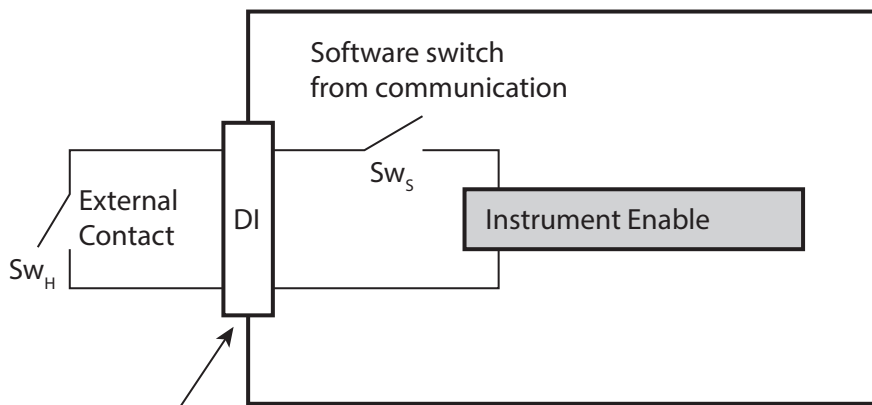 Software switch
from communication
Sw_S
External
Contact
DI
Instrument Enable
Sw_H